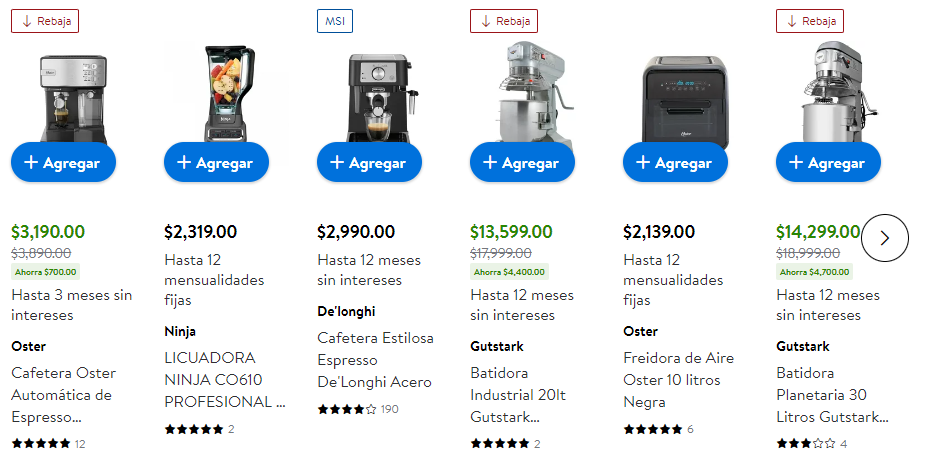 Rebaja
+ Agregar
$3,190.00
$3,890.00
Ahorra $700.00
Hasta 3 meses sin
intereses
Oster
Cafetera Oster
Automática de
Espresso...
12
NINJA
+ Agregar
$2,319.00
Hasta 12
mensualidades
fijas
Ninja
LICUADORA
NINJA CO610
PROFESIONAL ...
2
MSI
+ Agregar
$2,990.00
Hasta 12 meses
sin intereses
De'longhi
Cafetera Estilosa
Espresso
De'Longhi Acero
190
Rebaja
+ Agregar
$13,599.00
$17,999.00
Ahorra $4,400.00
Hasta 12 meses
sin intereses
Gutstark
Batidora
Industrial 20lt
Gutstark...
2
Oster
+ Agregar
$2,139.00
Hasta 12
mensualidades
fijas
Oster
Freidora de Aire
Oster 10 litros
Negra
6
Rebaja
+ Agregar
$14,299.00
$18,999.00
Ahorra $4,700.00
Hasta 12 meses
sin intereses
Gutstark
Batidora
Planetaria 30
Litros Gutstark...
4